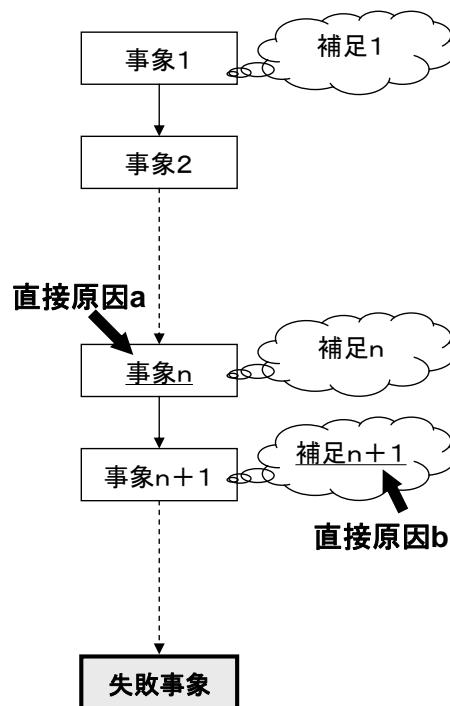 事象1
補足1
事象2
直接原因a
事象n
補足n
事象n+1
補足n+1
直接原因b
失敗事象